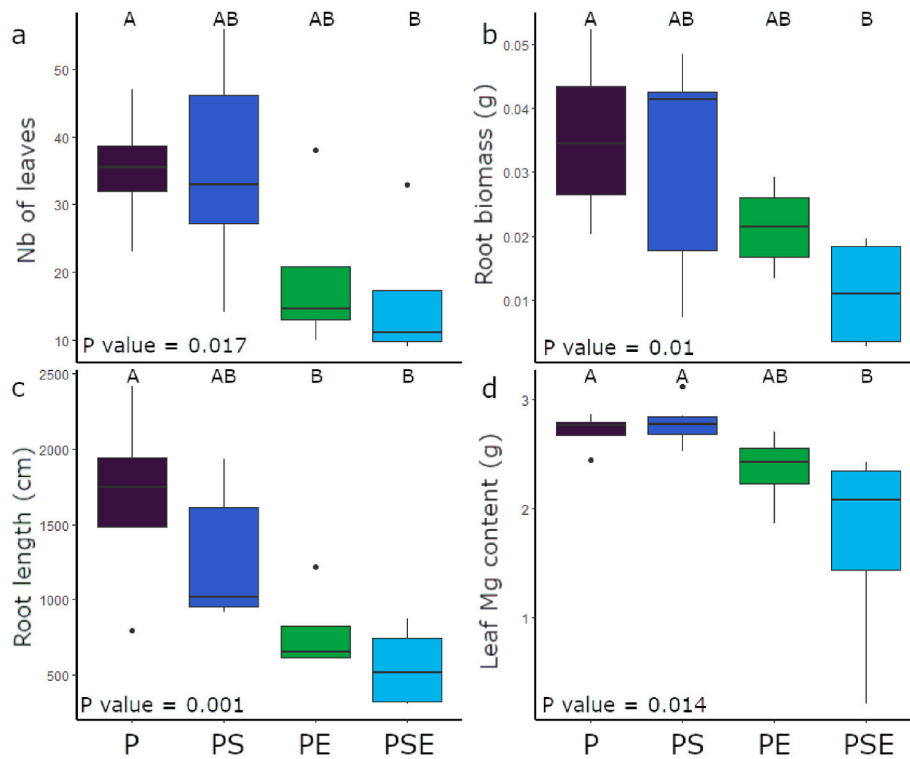 a
A AB AB B
Nb of leaves
50
40
30
20
10
P value = 0.017
b
A AB AB B
Root biomass (g)
0.05
0.04
0.03
0.02
0.01
P value = 0.01
c
A AB B B
Root length (cm)
2500
2000
1500
1000
500
P value = 0.001
P PS PE PSE
d
A A AB B
Leaf Mg content (g)
3
2
1
P value = 0.014
P PS PE PSE